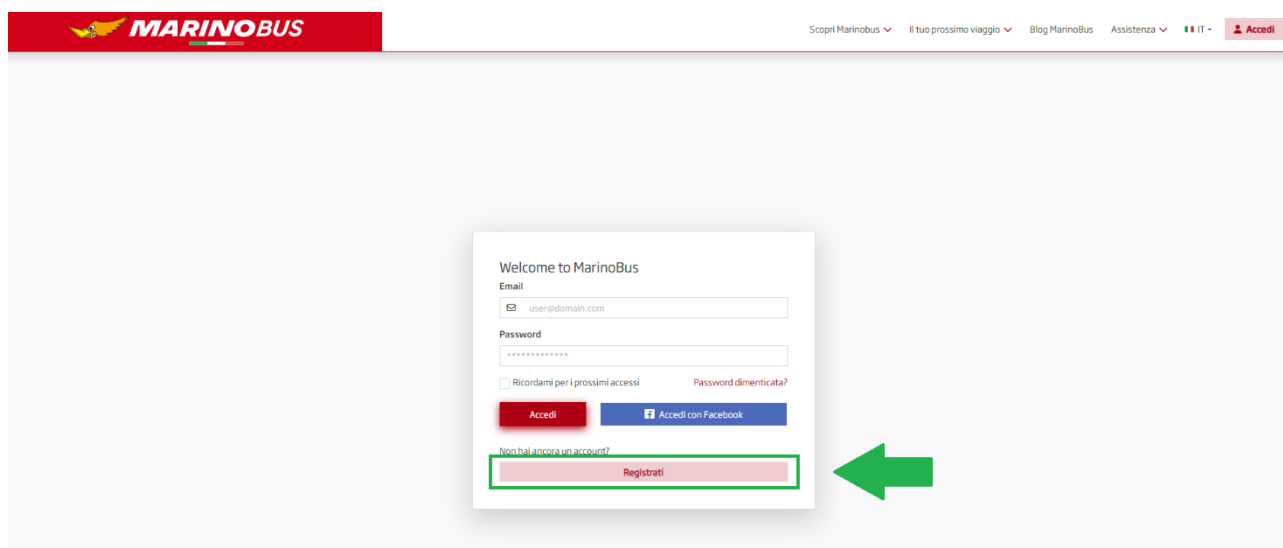 MARINOBUS
Scopri Marinobus Il tuo prossimo viaggio Blog MarinoBus Assistenza IT Accedi
Welcome to MarinoBus
Email
user@domain.com
Password
*************
Ricordami per i prossimi accessi Password dimenticata?
Accedi Accedi con Facebook
Non hai ancora un account?
Registrati